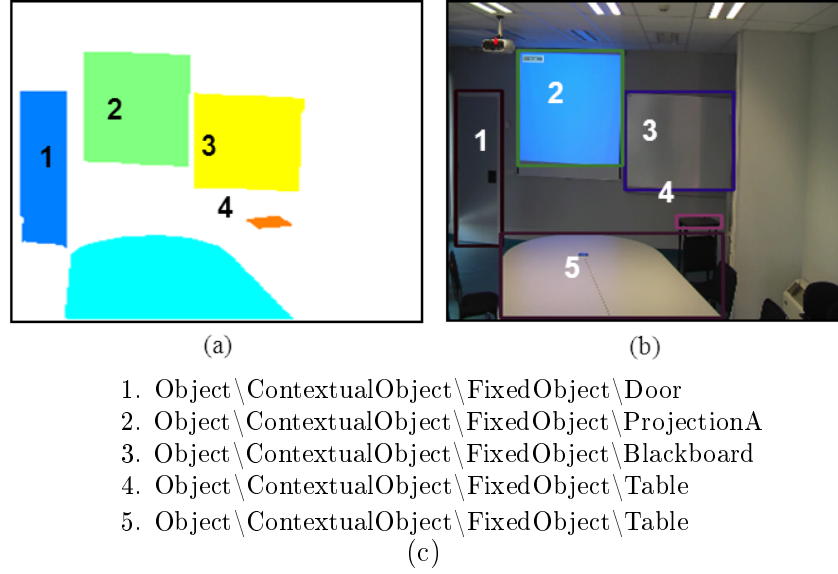 1
2
3
4
(a)
1
2
3
4
5
(b)
1. Object\ContextualObject\FixedObject\Door
2. Object\ContextualObject\FixedObject\ProjectionA
3. Object\ContextualObject\FixedObject\Blackboard
4. Object\ContextualObject\FixedObject\Table
5. Object\ContextualObject\FixedObject\Table
(c)